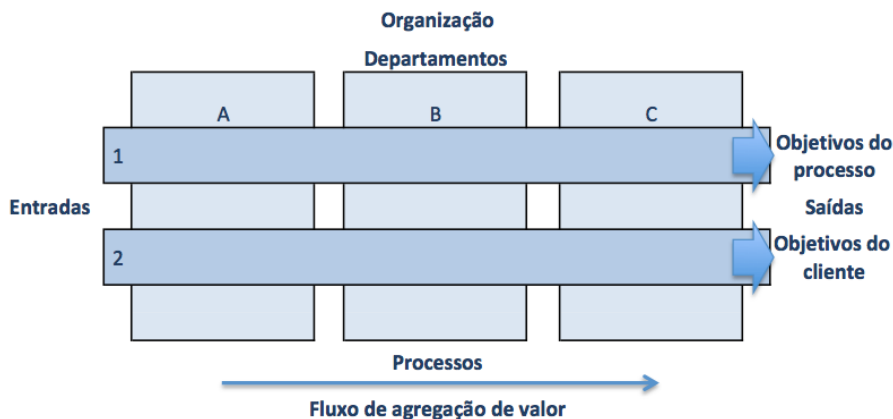 Organização
Departamentos
A
B
C
1
Objetivos do
processo
Entradas
Saídas
2
Objetivos do
cliente
Processos
Fluxo de agregação de valor